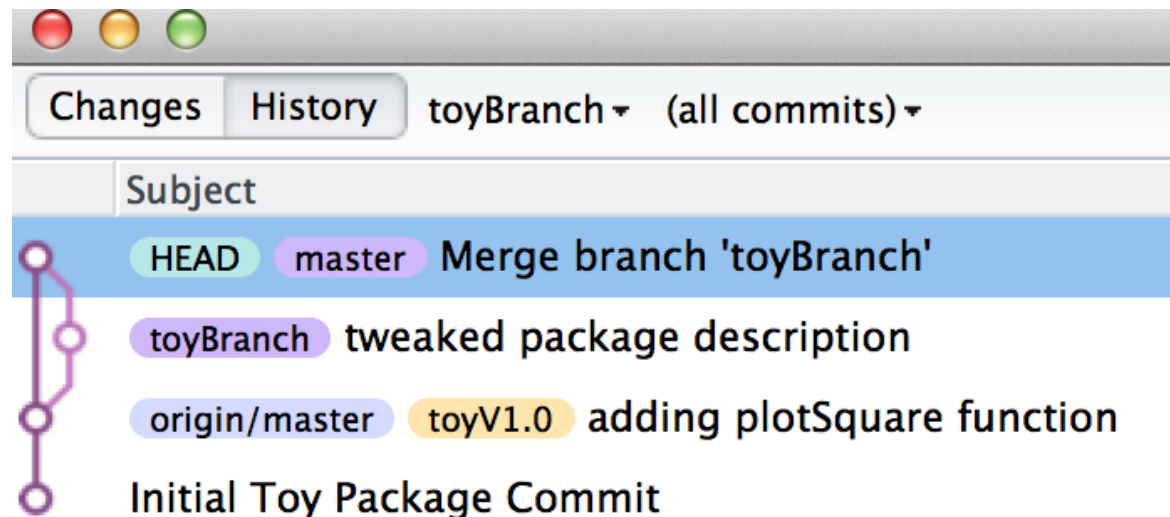 Changes History toyBranch (all commits)
Subject
HEAD master Merge branch 'toyBranch'
toyBranch tweaked package description
origin/master toyV1.0 adding plotSquare function
Initial Toy Package Commit